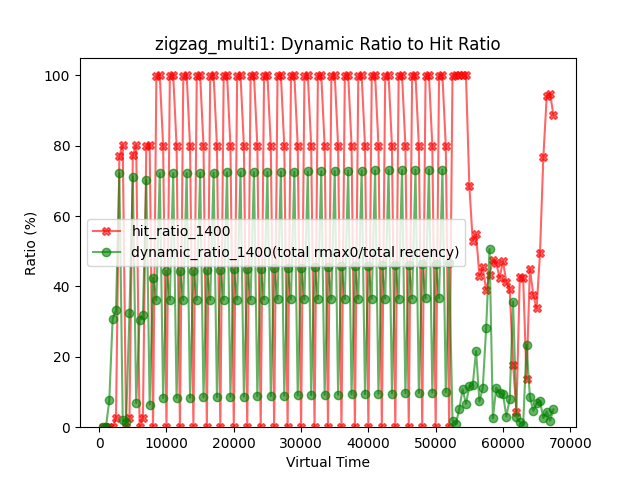 zigzag_multi1: Dynamic Ratio to Hit Ratio
100
80
60
40
20
0
Ratio (%)
hit_ratio_1400
dynamic_ratio_1400(total rmax0/total recency)
0 10000 20000 30000 40000 50000 60000 70000
Virtual Time